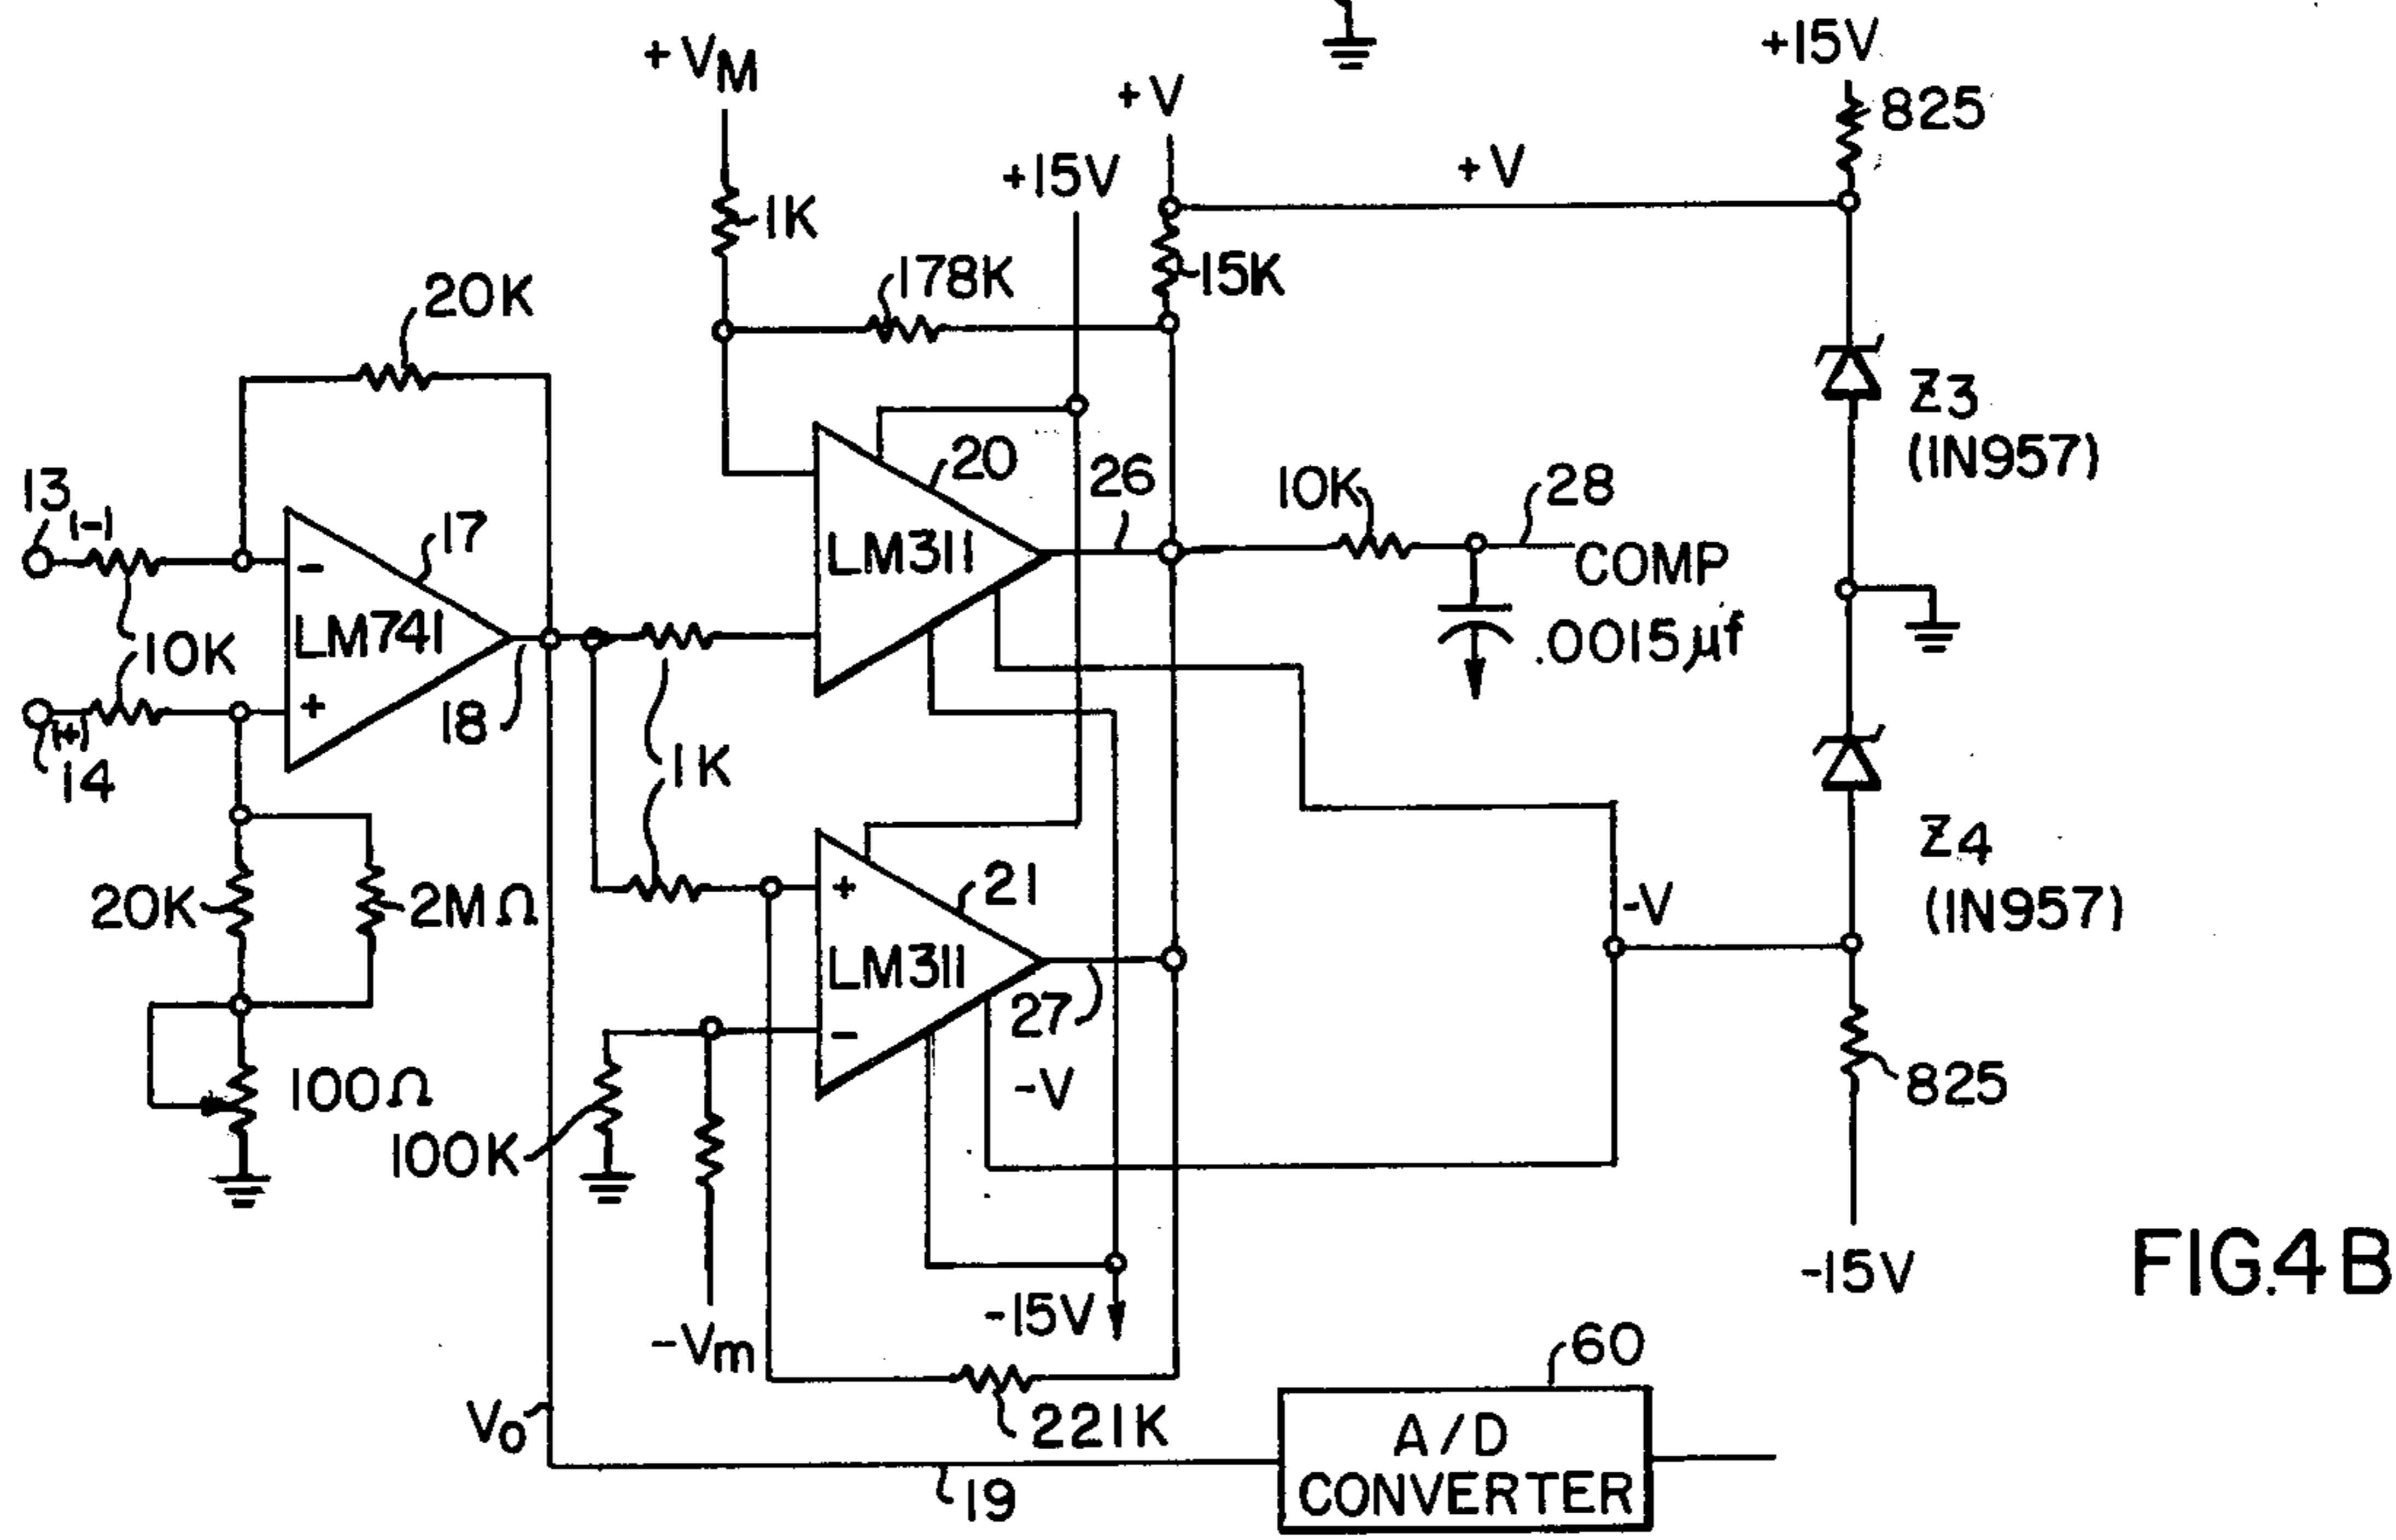 +15V
+VM
825
+V
+15V
+V
1K
15K
178K
20K
Z3
(IN957)
20
26
10K
28
13
(-)
17
-
LM741
LM311
COMP
.0015µf
10K
+
18
(+)
14
1K
Z4
(IN957)
20K
2MΩ
+
21
-V
LM311
27
-
100Ω
-V
825
100K
-15V
FIG.4B
-15V
-Vm
60
Vo
221K
A/D
CONVERTER
19